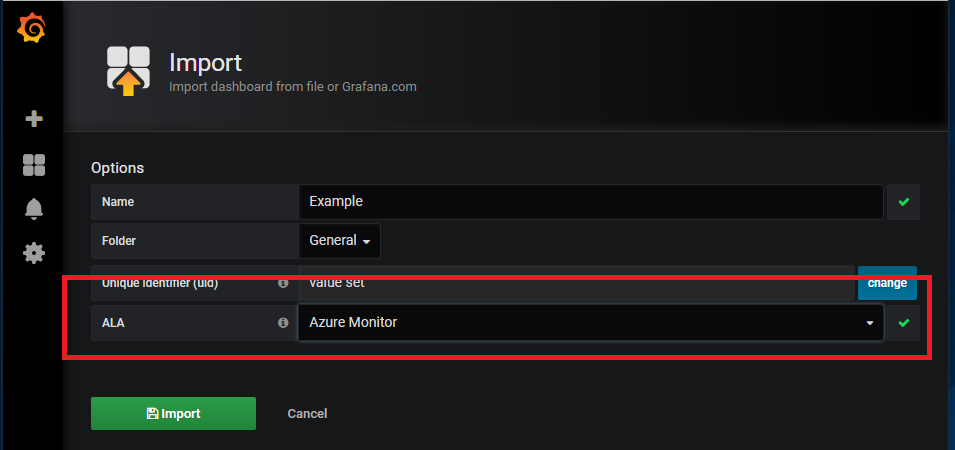 Import
Import dashboard from file or Grafana.com
Options
Name Example
Folder General
Unique identifier (uid) value set change
ALA Azure Monitor
Import Cancel